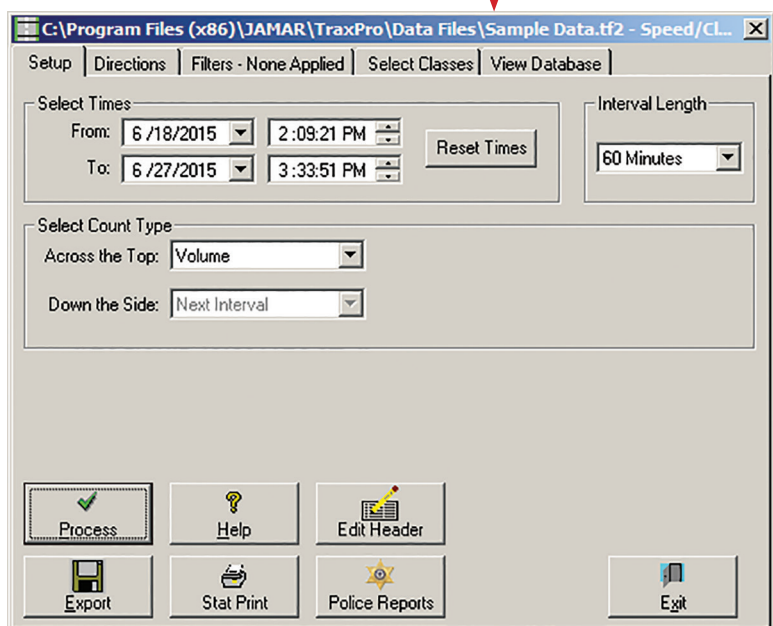 C:\Program Files (x86)\JAMAR\TraxPro\Data Files\Sample Data.tf2 - Speed/Cl...
Setup Directions Filters - None Applied Select Classes View Database
Select Times Interval Length
From: 6 /18/2015 2 :09:21 PM Reset Times 60 Minutes
To: 6 /27/2015 3 :33:51 PM
Select Count Type
Across the Top: Volume
Down the Side: Next Interval
Process Help Edit Header
Export Stat Print Police Reports Exit